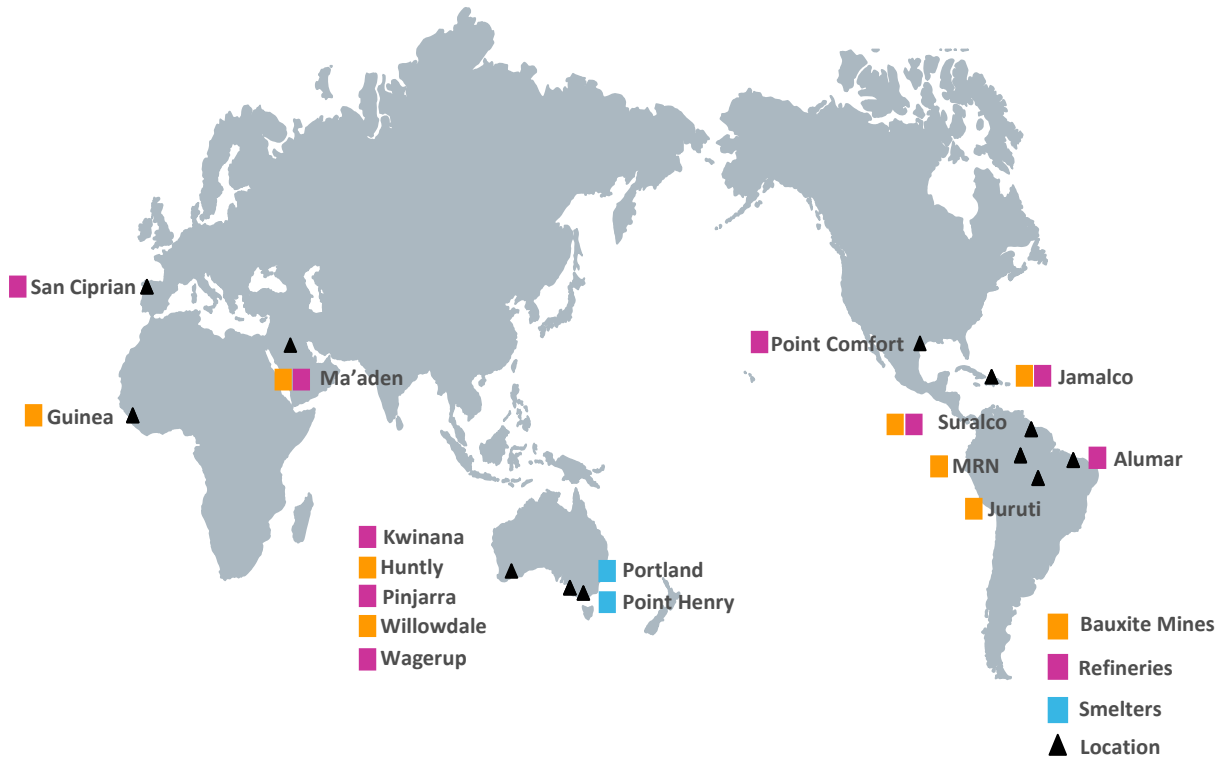 San Ciprian
Point Comfort
Ma’aden
Jamalco
Guinea
Suralco
MRN
Alumar
Juruti
Kwinana
Huntly
Pinjarra
Willowdale
Wagerup
Portland
Point Henry
Bauxite Mines
Refineries
Smelters
Location